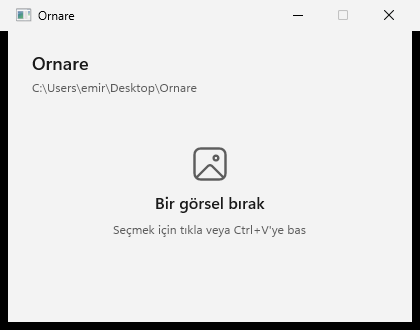 Ornare
Ornare
C:\Users\emir\Desktop\Ornare
Bir görsel bırak
Seçmek için tıkla veya Ctrl+V'ye bas